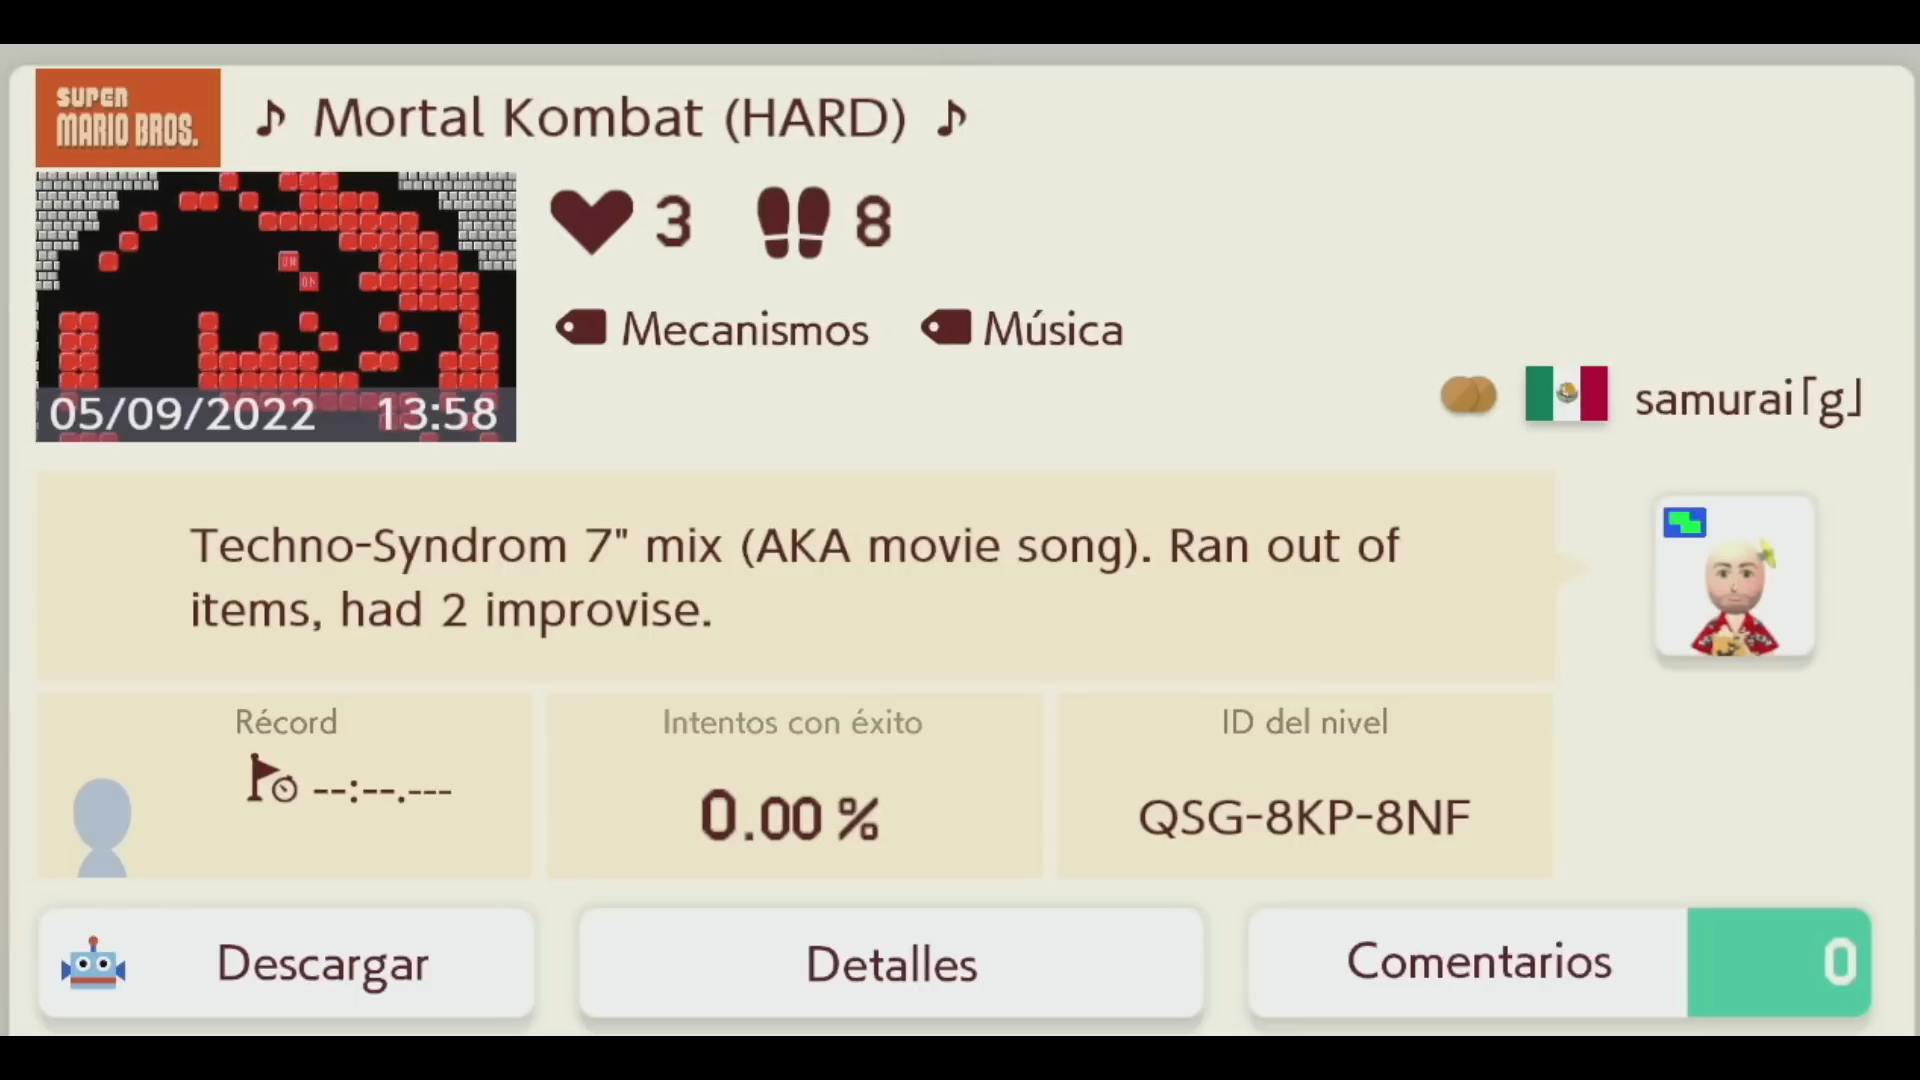 SUPER
MARIO BROS.
♪ Mortal Kombat (HARD) ♪
3
8
ON
ON
Mecanismos
Música
05/09/2022 13:58
samurai「g」
Techno-Syndrom 7" mix (AKA movie song). Ran out of
items, had 2 improvise.
Récord
--:--.---
Intentos con éxito
0.00 %
ID del nivel
QSG-8KP-8NF
Descargar
Detalles
Comentarios
0